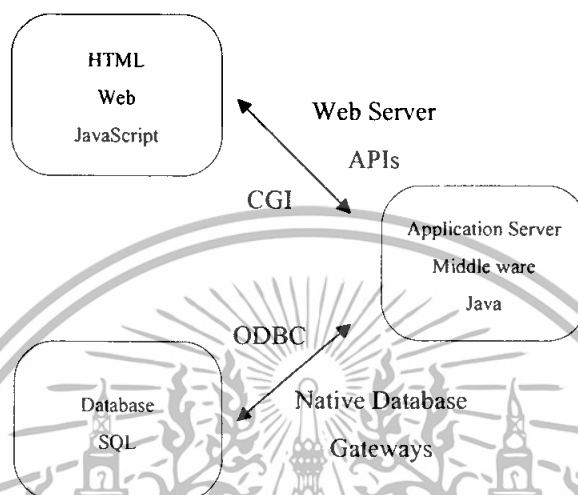 HTML
Web
JavaScript
Web Server
APIs
CGI
Application Server
Middle ware
Java
ODBC
Database
SQL
Native Database
Gateways